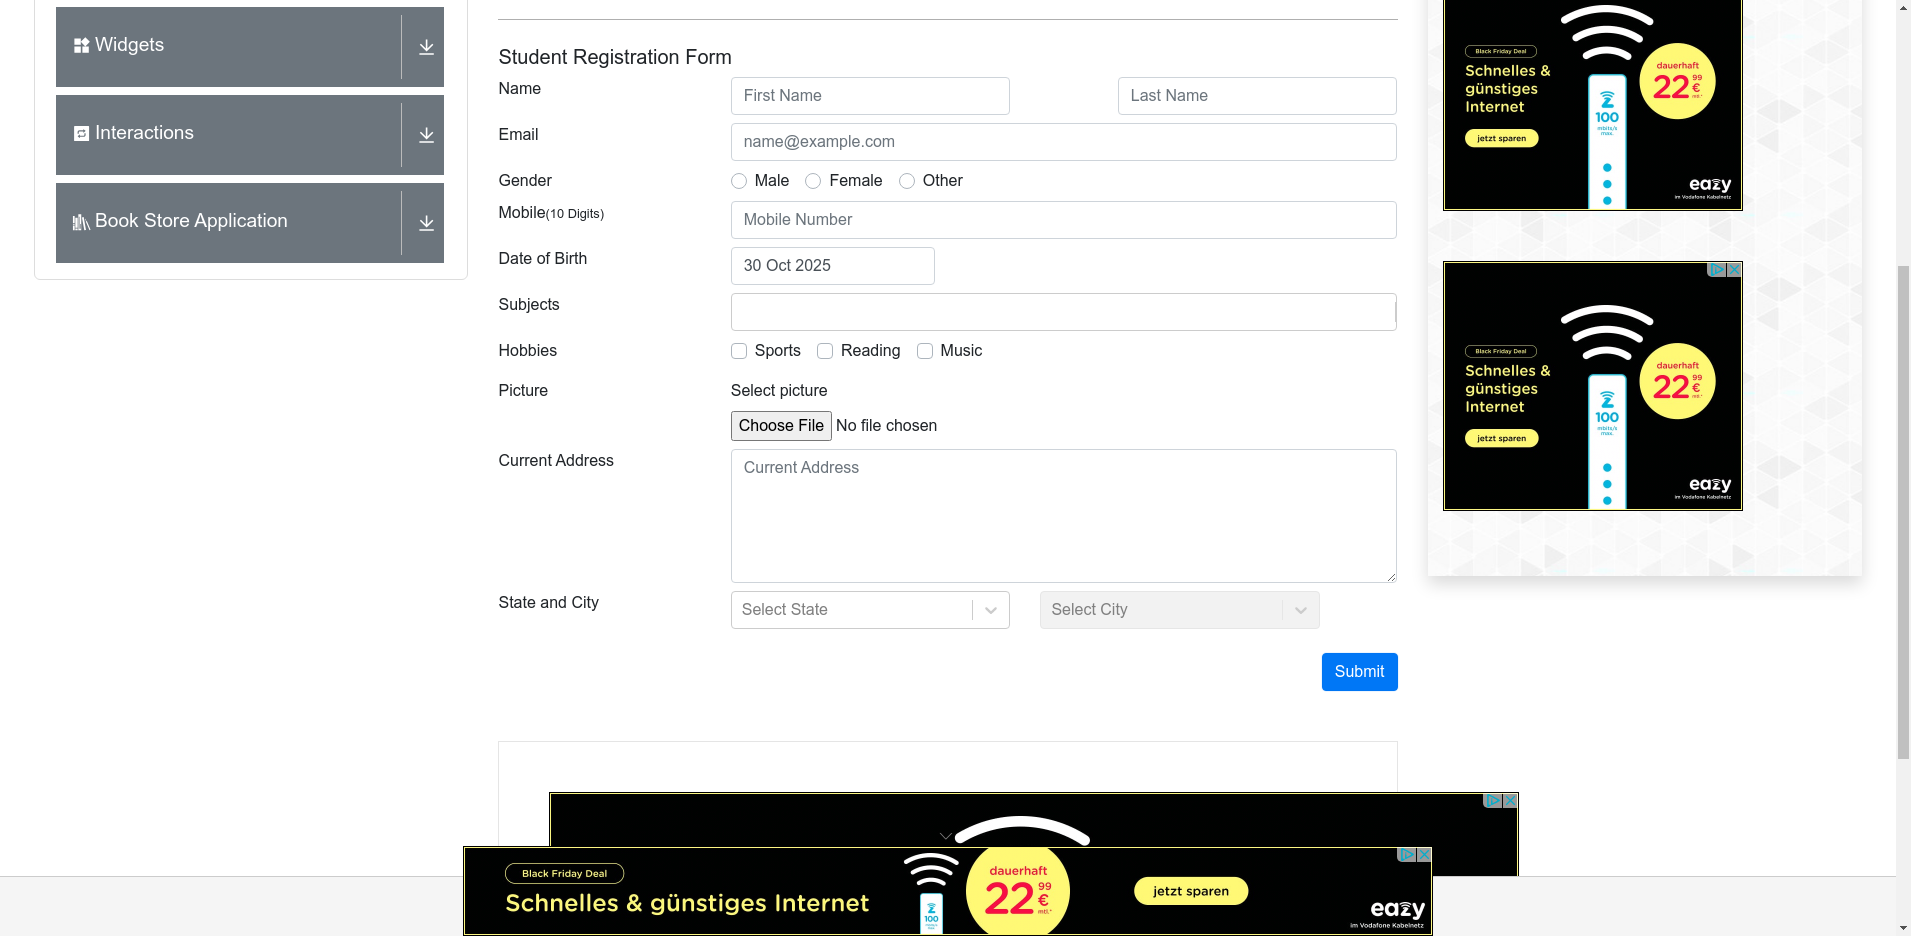 Widgets
Interactions
Book Store Application
Student Registration Form
Name
First Name
Last Name
Email
name@example.com
Gender
Male
Female
Other
Mobile(10 Digits)
Mobile Number
Date of Birth
30 Oct 2025
Subjects
Hobbies
Sports
Reading
Music
Picture
Select picture
Choose File No file chosen
Current Address
Current Address
State and City
Select State
Select City
Submit
Black Friday Deal
Schnelles &
günstiges
Internet
jetzt sparen
dauerhaft
22 99
€
mtl.*
100
mbits/s
max.
eazy
im Vodafone Kabelnetz
Black Friday Deal
Schnelles &
günstiges
Internet
jetzt sparen
dauerhaft
22 99
€
mtl.*
100
mbits/s
max.
eazy
im Vodafone Kabelnetz
Black Friday Deal
Schnelles & günstiges Internet
100
dauerhaft
22 99
€
mtl.*
jetzt sparen
eazy
im Vodafone Kabelnetz